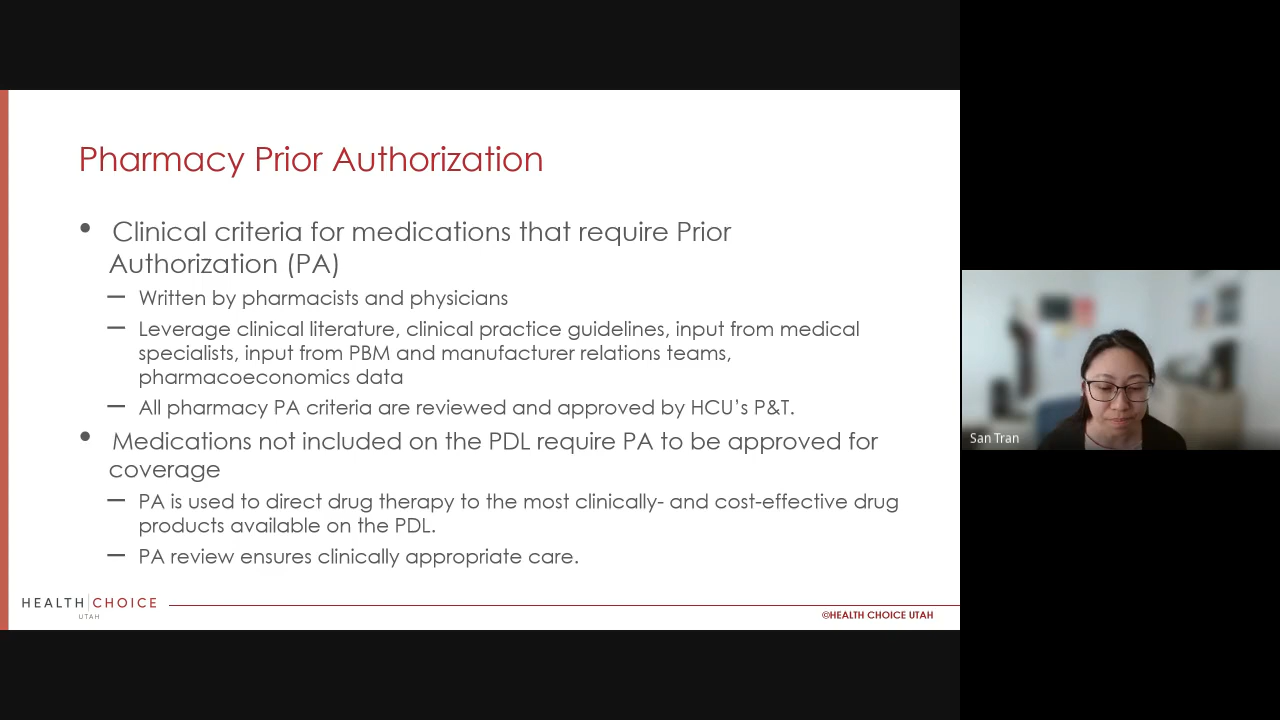 Pharmacy Prior Authorization
• Clinical criteria for medications that require Prior
Authorization (PA)
— Written by pharmacists and physicians
— Leverage clinical literature, clinical practice guidelines, input from medical
specialists, input from PBM and manufacturer relations teams,
pharmacoeconomics data
— All pharmacy PA criteria are reviewed and approved by HCU’s P&T.
• Medications not included on the PDL require PA to be approved for
coverage
— PA is used to direct drug therapy to the most clinically- and cost-effective drug
products available on the PDL.
— PA review ensures clinically appropriate care.
HEALTH CHOICE
UTAH
©HEALTH CHOICE UTAH
San Tran